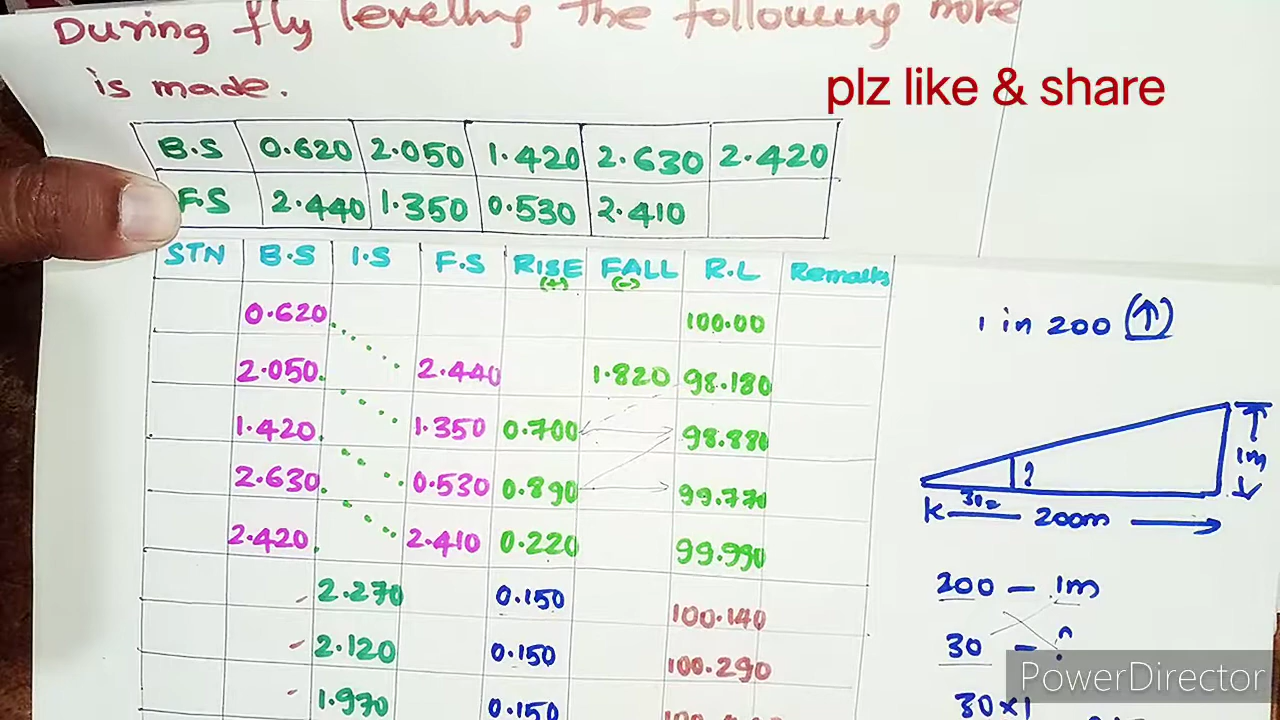 During fly levelling the following note
is made.
plz like & share
B.S 0.620 2.050 1.420 2.630 2.420
F.S 2.440 1.350 0.530 2.410
STN B.S I.S F.S RISE FALL R.L Remarks
(+) (-)
0.620 100.00
2.050 2.440 1.820 98.180
1.420 1.350 0.700 98.880
2.630 0.530 0.890 99.770
2.420 2.410 0.220 99.990
2.270 0.150 100.140
2.120 0.150 100.290
1.970 0.150
1 in 200 (↑)
?
1m
30
200m
200 – 1m
30 – ?
30×1
PowerDirector